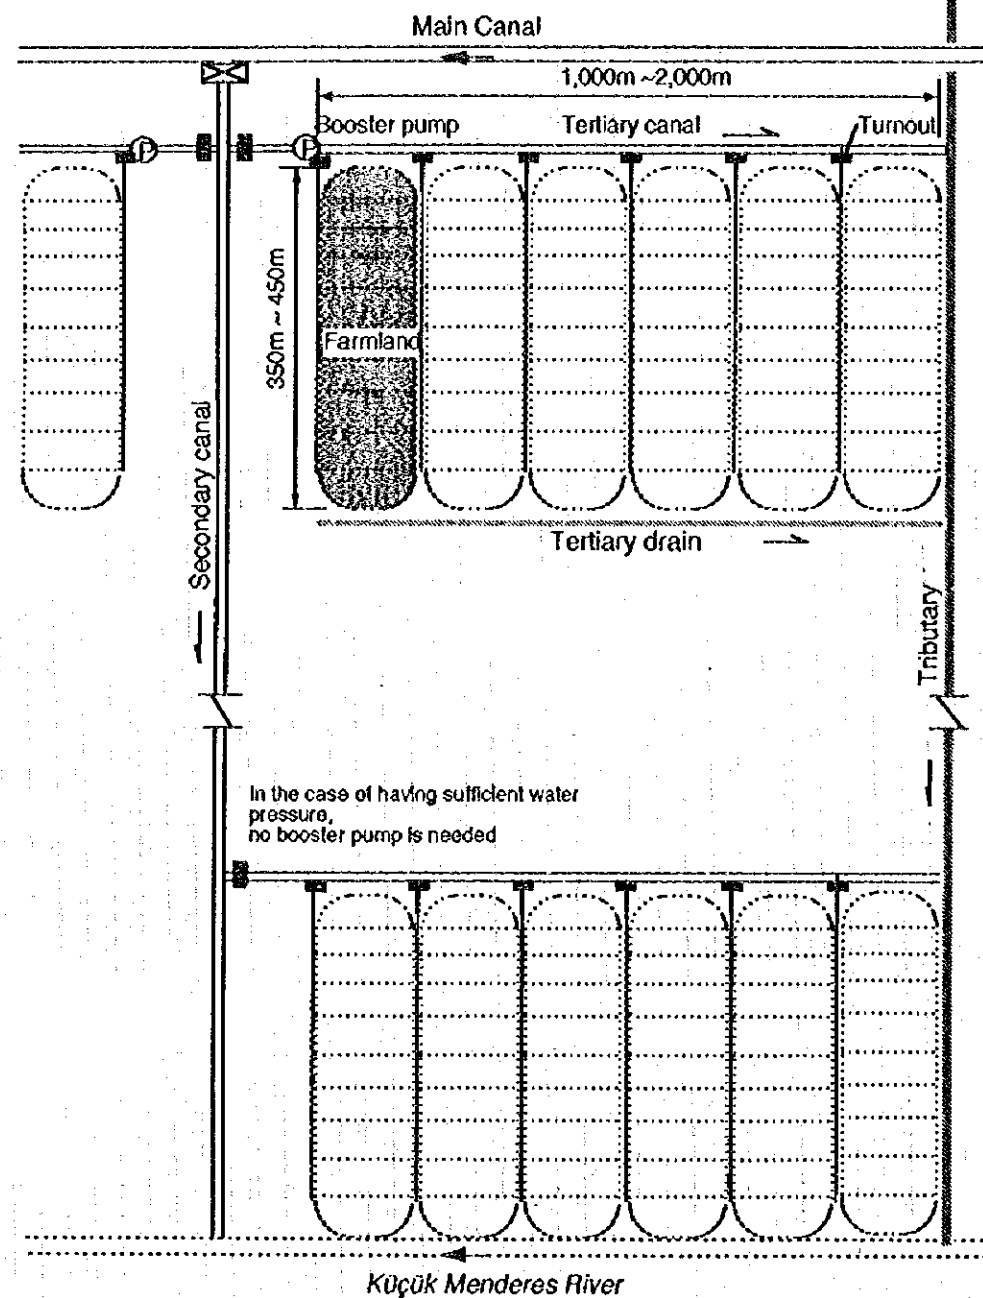 Main Canal
1,000m ~2,000m
Booster pump
Tertiary canal
Turnout
P
P
350m ~ 450m
Farmland
Secondary canal
Tertiary drain
Tributary
In the case of having sufficient water
pressure,
no booster pump is needed
Küçük Menderes River